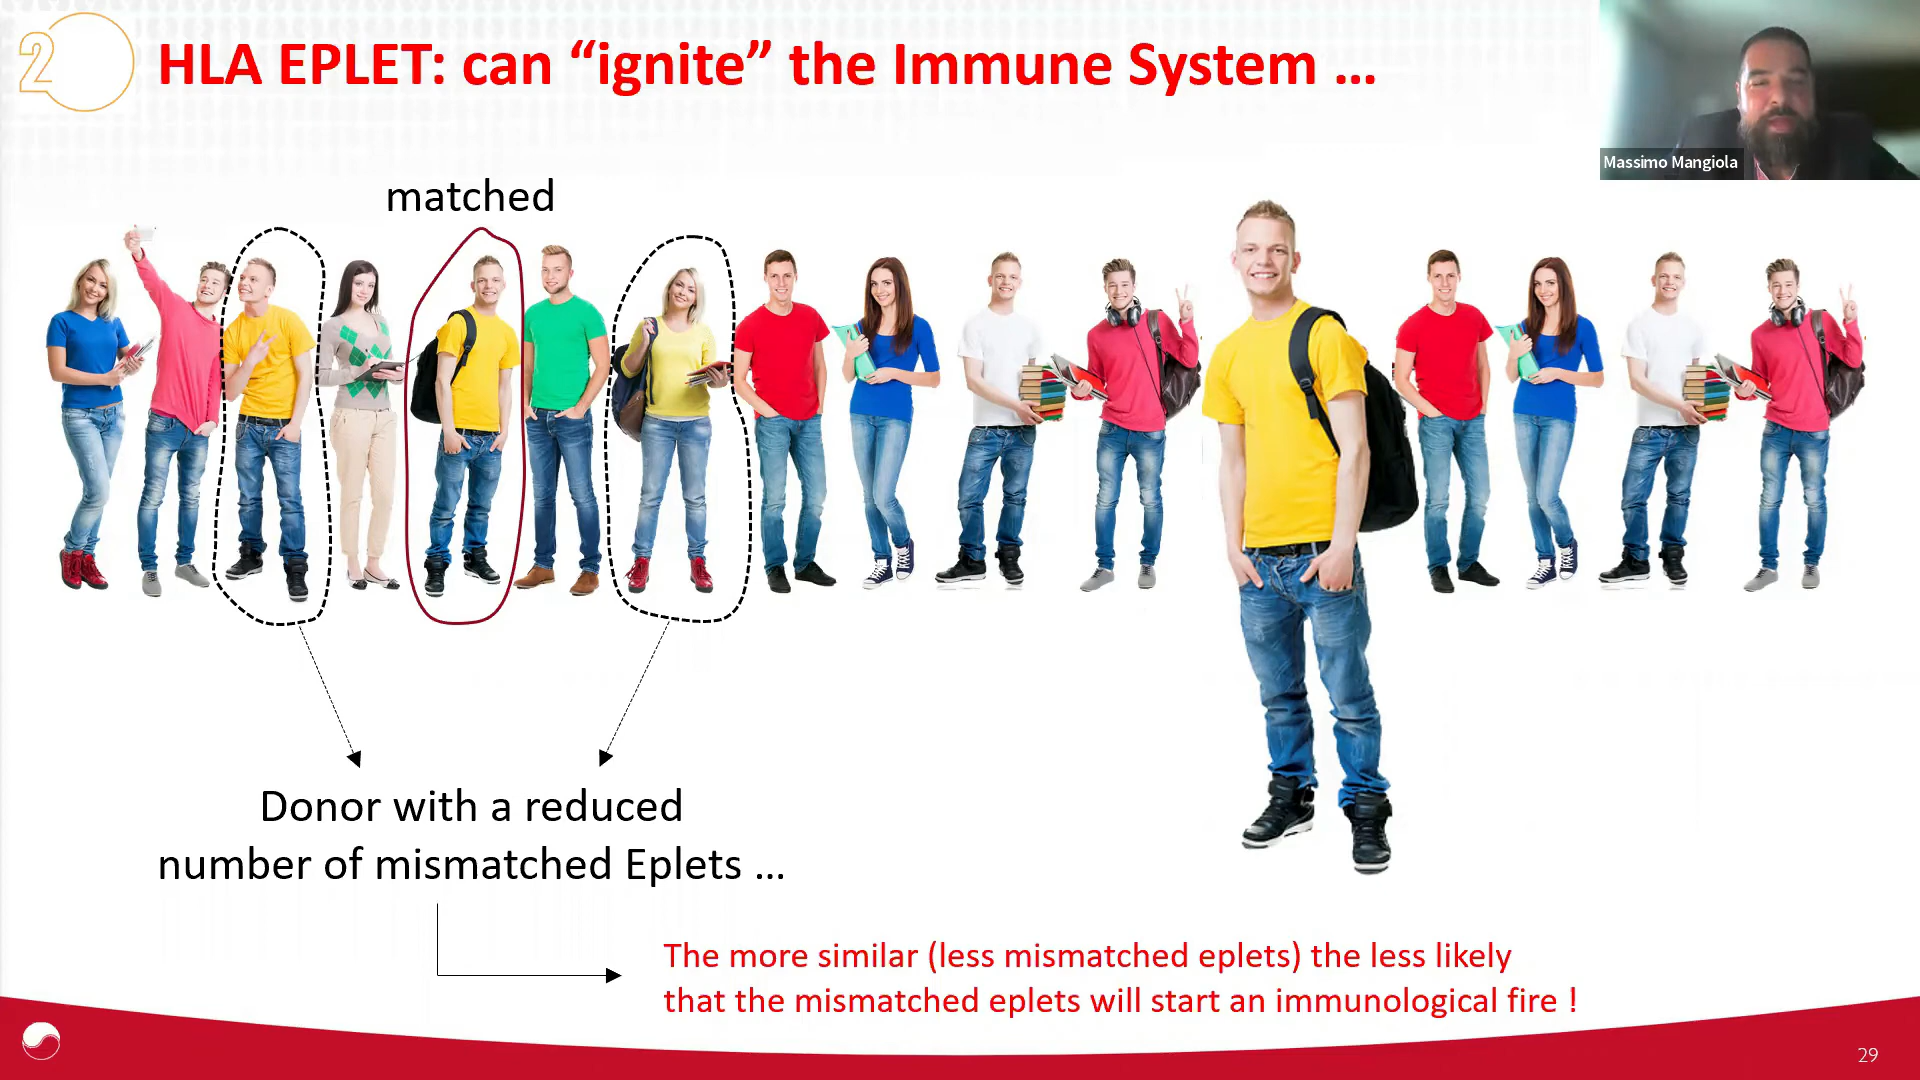 2
HLA EPLET: can “ignite” the Immune System ...
Massimo Mangiola
matched
Donor with a reduced
number of mismatched Eplets ...
The more similar (less mismatched eplets) the less likely
that the mismatched eplets will start an immunological fire !
29